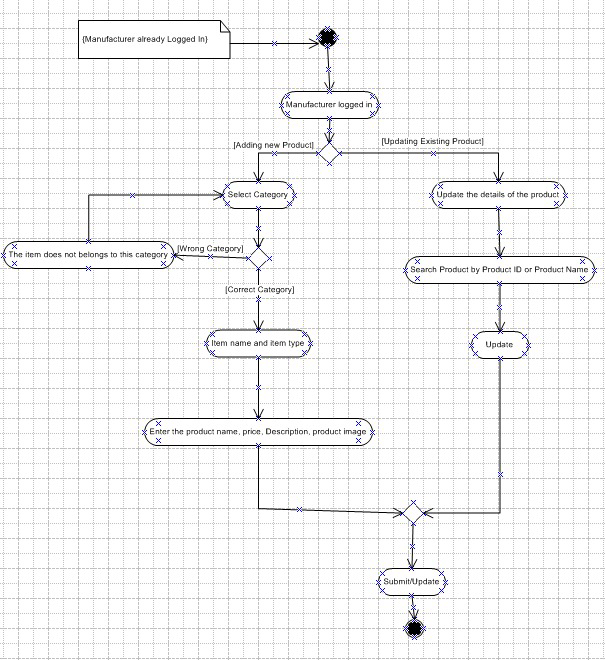 {Manufacturer already Logged In}
Manufacturer logged in
[Adding new Product]
[Updating Existing Product]
Select Category
Update the details of the product
[Wrong Category]
The item does not belongs to this category
Search Product by Product ID or Product Name
[Correct Category]
Item name and item type
Update
Enter the product name, price, Description, product image
Submit/Update